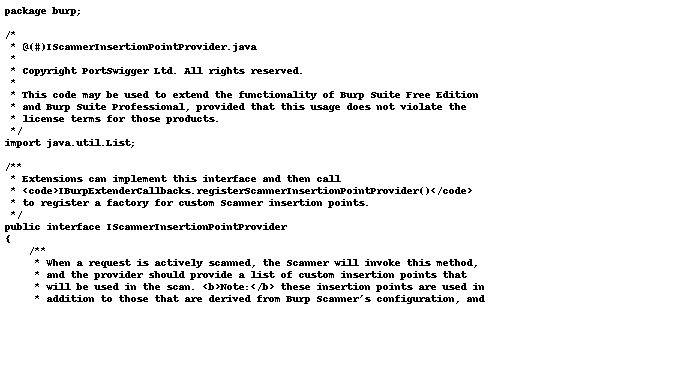 package burp;

/*
 * @(#)IScannerInsertionPointProvider.java
 *
 * Copyright PortSwigger Ltd. All rights reserved.
 *
 * This code may be used to extend the functionality of Burp Suite Free Edition
 * and Burp Suite Professional, provided that this usage does not violate the
 * license terms for those products.
 */
import java.util.List;

/**
 * Extensions can implement this interface and then call
 * <code>IBurpExtenderCallbacks.registerScannerInsertionPointProvider()</code>
 * to register a factory for custom Scanner insertion points.
 */
public interface IScannerInsertionPointProvider
{
    /**
     * When a request is actively scanned, the Scanner will invoke this method,
     * and the provider should provide a list of custom insertion points that
     * will be used in the scan. <b>Note:</b> these insertion points are used in
     * addition to those that are derived from Burp Scanner's configuration, and